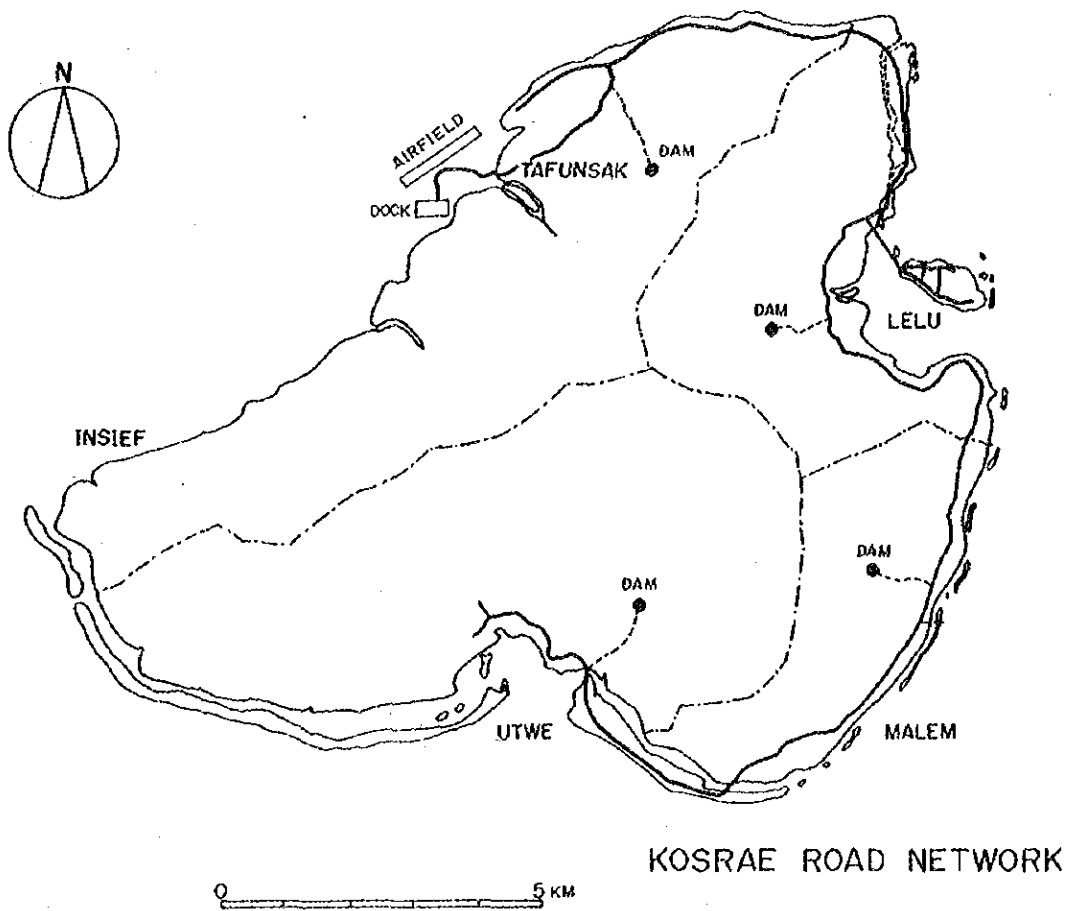 N
AIRFIELD
DOCK
TAFUNSAK
DAM
DAM
LELU
INSIEF
DAM
DAM
UTWE
MALEM
KOSRAE ROAD NETWORK
0 5 KM